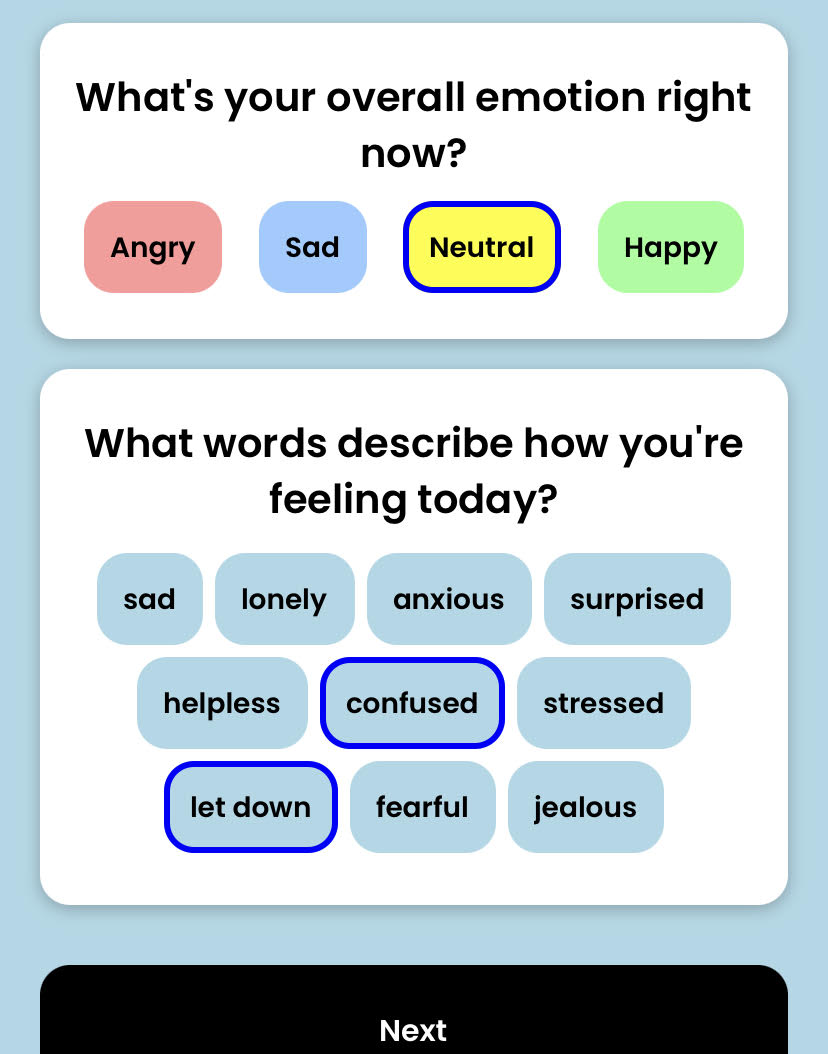 What's your overall emotion right
now?
Angry Sad Neutral Happy
What words describe how you're
feeling today?
sad lonely anxious surprised
helpless confused stressed
let down fearful jealous
Next